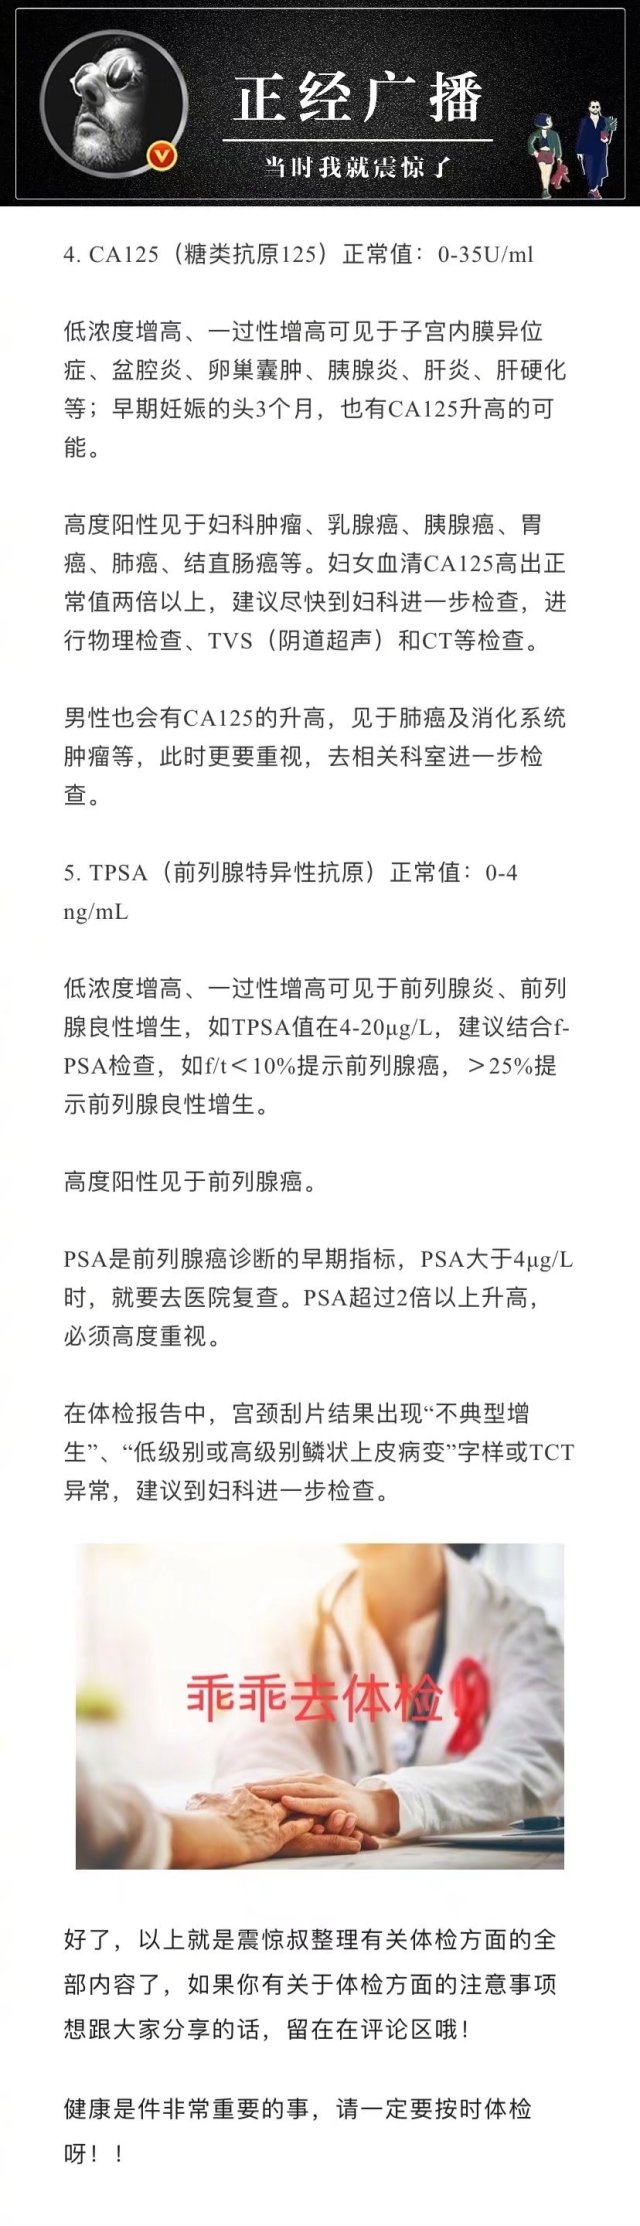 正经广播
当时我就震惊了
4. CA125（糖类抗原125）正常值：0-35U/ml
低浓度增高、一过性增高可见于子宫内膜异位
症、盆腔炎、卵巢囊肿、胰腺炎、肝炎、肝硬化
等；早期妊娠的头3个月，也有CA125升高的可
能。
高度阳性见于妇科肿瘤、乳腺癌、胰腺癌、胃
癌、肺癌、结直肠癌等。妇女血清CA125高出正
常值两倍以上，建议尽快到妇科进一步检查，进
行物理检查、TVS（阴道超声）和CT等检查。
男性也会有CA125的升高，见于肺癌及消化系统
肿瘤等，此时更要重视，去相关科室进一步检
查。
5. TPSA（前列腺特异性抗原）正常值：0-4
ng/mL
低浓度增高、一过性增高可见于前列腺炎、前列
腺良性增生，如TPSA值在4-20μg/L，建议结合f-
PSA检查，如f/t＜10%提示前列腺癌，＞25%提
示前列腺良性增生。
高度阳性见于前列腺癌。
PSA是前列腺癌诊断的早期指标，PSA大于4μg/L
时，就要去医院复查。PSA超过2倍以上升高，
必须高度重视。
在体检报告中，宫颈刮片结果出现“不典型增
生”、“低级别或高级别鳞状上皮病变”字样或TCT
异常，建议到妇科进一步检查。
乖乖去体检！
好了，以上就是震惊叔整理有关体检方面的全
部内容了，如果你有关于体检方面的注意事项
想跟大家分享的话，留在在评论区哦！
健康是件非常重要的事，请一定要按时体检
呀！！